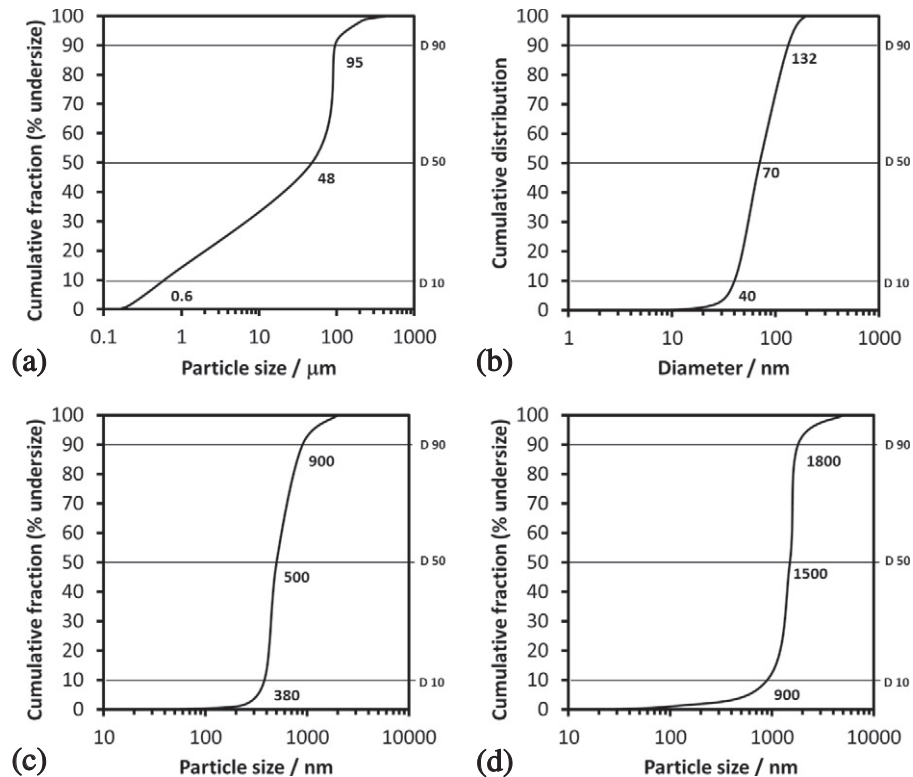 100
90
80
70
60
50
40
30
20
10
0
Cumulative fraction (% undersize)
D 90
D 50
D 10
95
48
0.6
0.1 1 10 100 1000
Particle size / μm
(a)
100
90
80
70
60
50
40
30
20
10
0
Cumulative distribution
D 90
D 50
D 10
132
70
40
1 10 100 1000
Diameter / nm
(b)
100
90
80
70
60
50
40
30
20
10
0
Cumulative fraction (% undersize)
D 90
D 50
D 10
900
500
380
10 100 1000 10000
Particle size / nm
(c)
100
90
80
70
60
50
40
30
20
10
0
Cumulative fraction (% undersize)
D 90
D 50
D 10
1800
1500
900
10 100 1000 10000
Particle size / nm
(d)